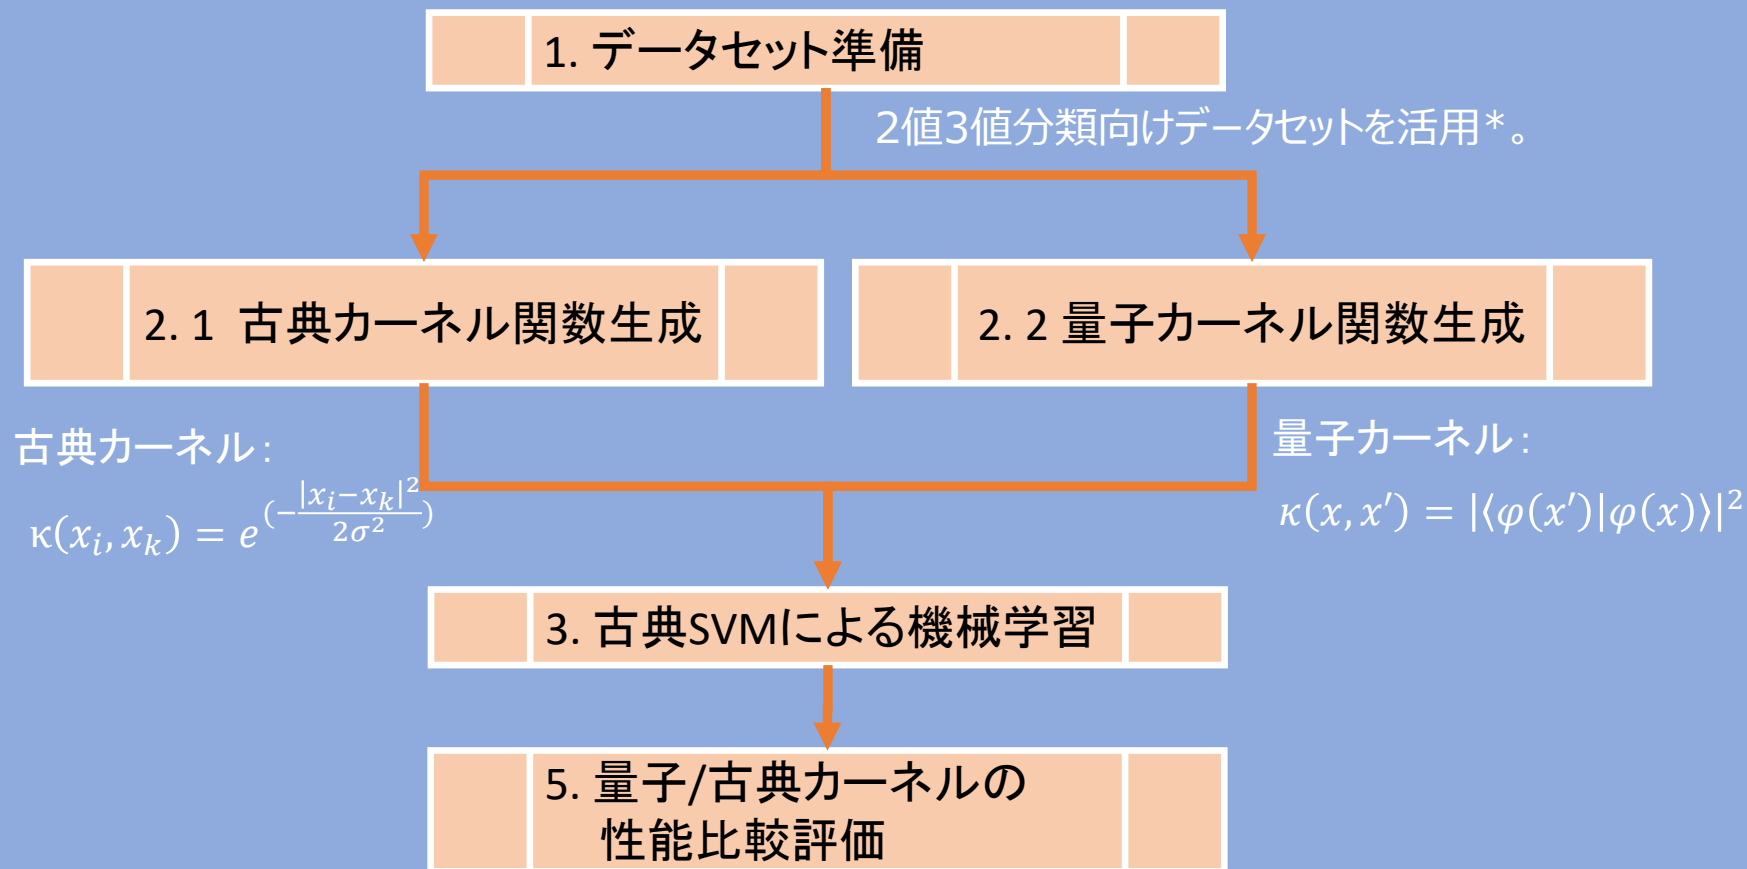 1. データセット準備
2値3値分類向けデータセットを活用*。
2. 1 古典カーネル関数生成
2. 2 量子カーネル関数生成
古典カーネル：
κ(x_i, x_k) = e^(-|x_i-x_k|^2/2σ^2)
量子カーネル：
κ(x, x′) = |⟨φ(x′)|φ(x)⟩|²
3. 古典SVMによる機械学習
5. 量子/古典カーネルの
性能比較評価